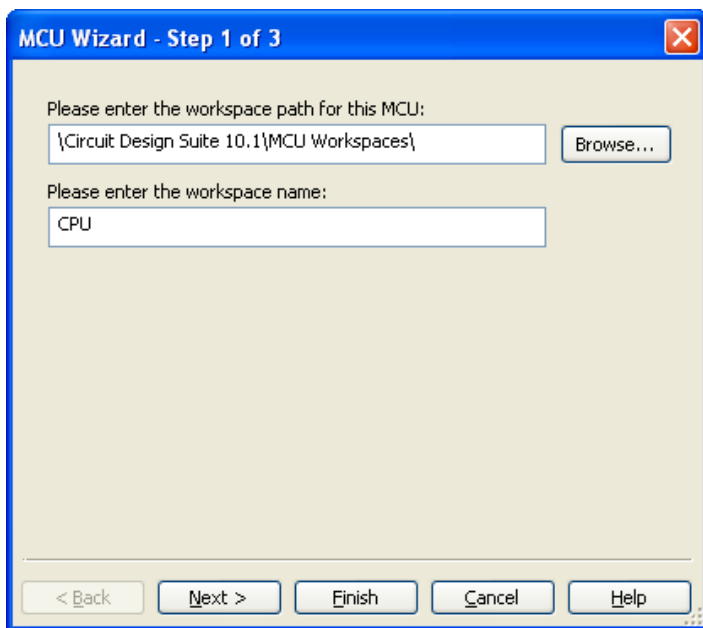 MCU Wizard - Step 1 of 3
Please enter the workspace path for this MCU:
\Circuit Design Suite 10.1\MCU Workspaces\
Browse...
Please enter the workspace name:
CPU
< Back
Next >
Finish
Cancel
Help